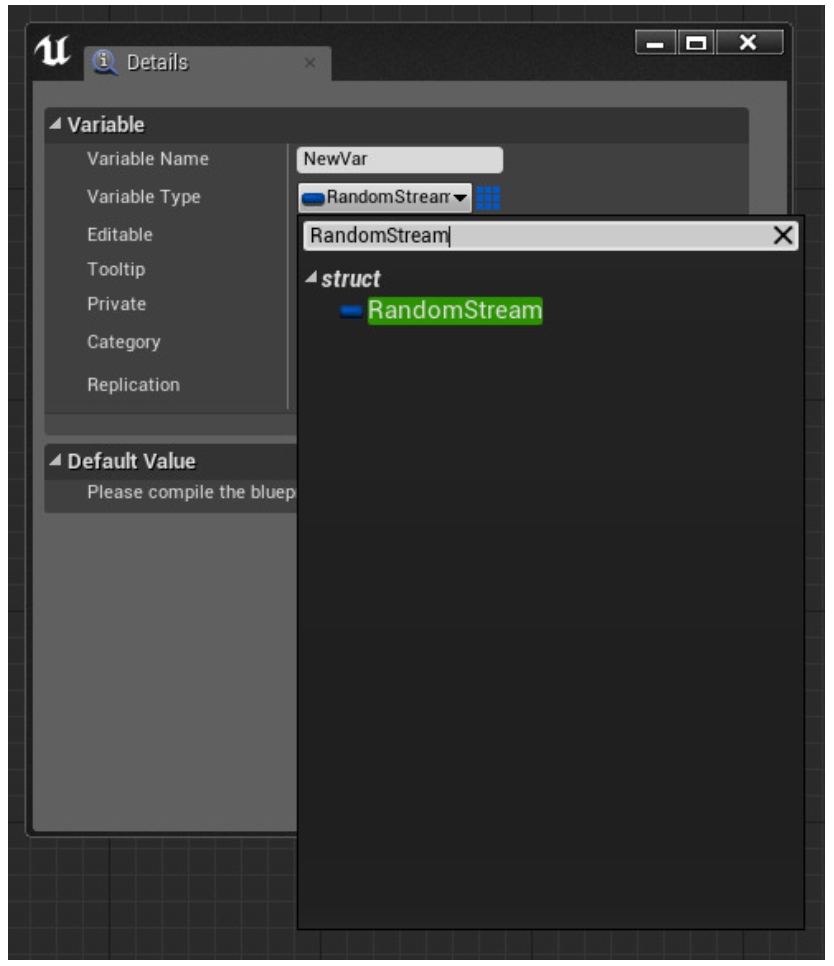 Details
Variable
Variable Name NewVar
Variable Type RandomStream
Editable RandomStream
Tooltip struct
Private RandomStream
Category
Replication
Default Value
Please compile the